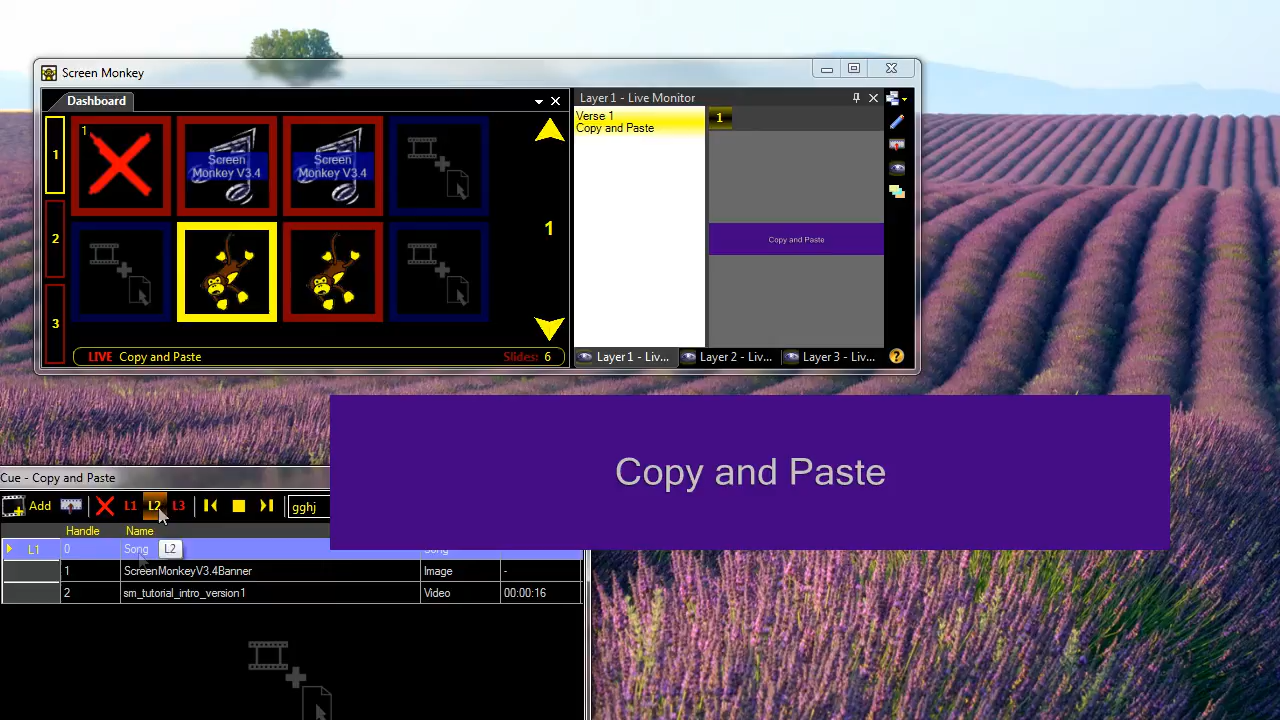 Screen Monkey
Dashboard
Layer 1 - Live Monitor
1
1
Screen
Monkey V3.4
Screen
Monkey V3.4
Verse 1
Copy and Paste
1
2
1
Copy and Paste
3
LIVE Copy and Paste Slides: 6
Layer 1 - Liv...
Layer 2 - Liv...
Layer 3 - Liv...
?
Copy and Paste
Cue - Copy and Paste
Add L1 L2 L3 gghj
Handle Name
L1 0 Song L2 Song
1 ScreenMonkeyV3.4Banner Image -
2 sm_tutorial_intro_version1 Video 00:00:16